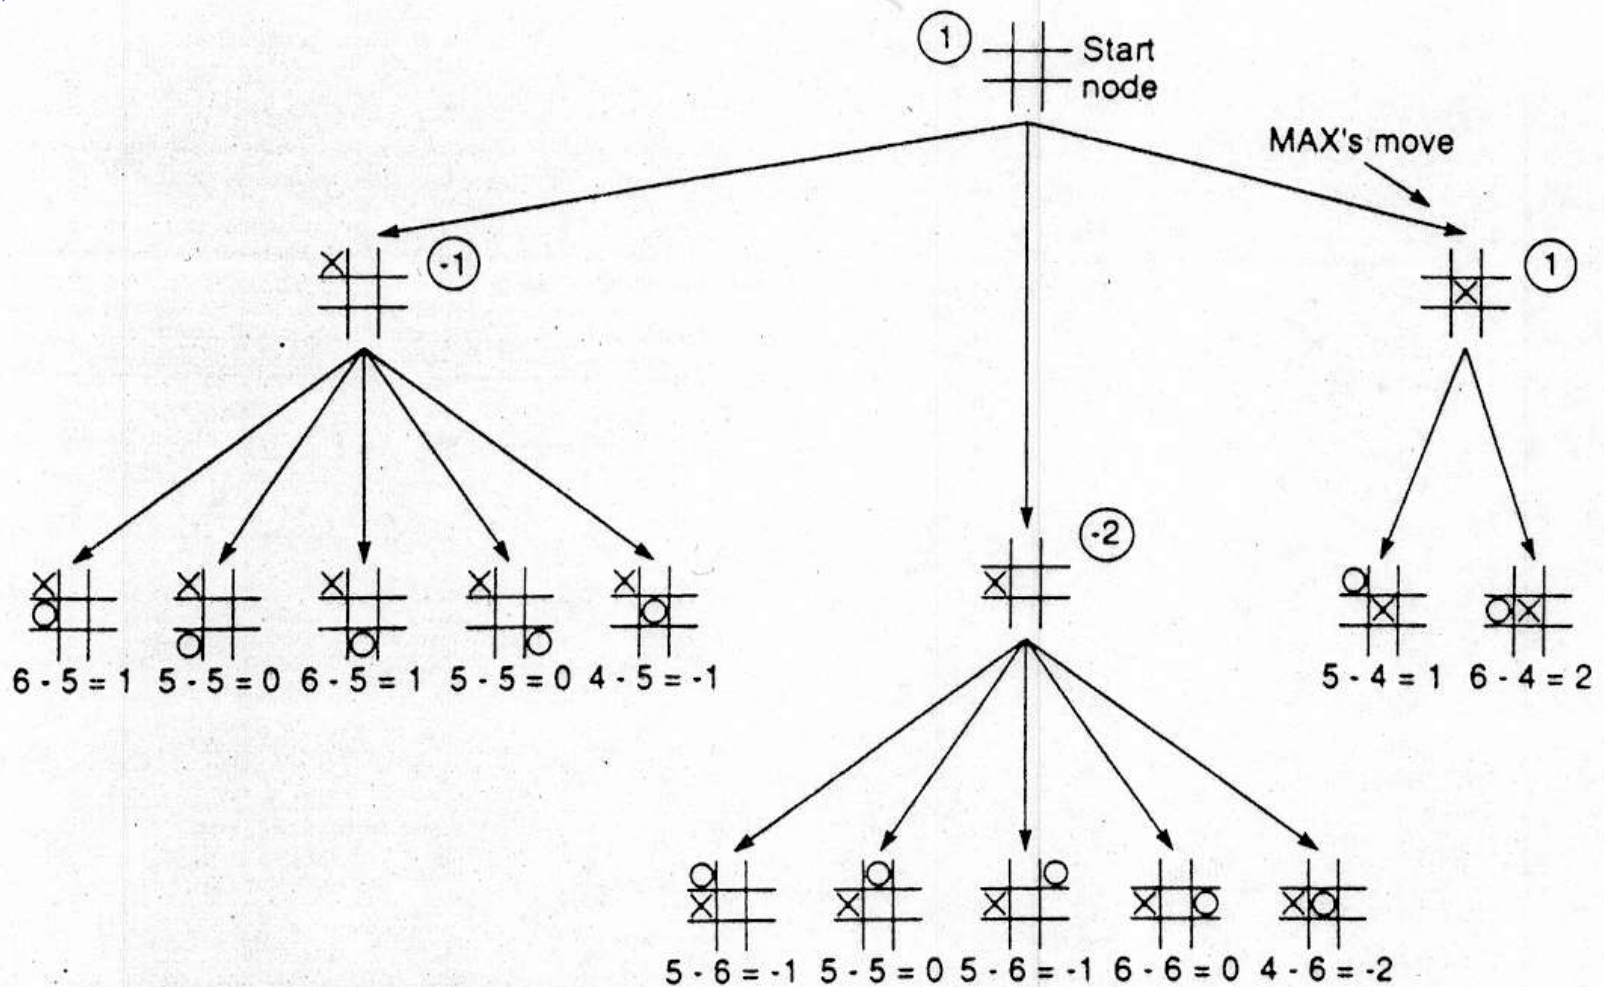 1
Start
node
MAX's move
-1
1
X
X
-2
X
X
O
X
O
X
O
X
O
X
O
O
X
O X
6 - 5 = 1 5 - 5 = 0 6 - 5 = 1 5 - 5 = 0 4 - 5 = -1
5 - 4 = 1 6 - 4 = 2
O
X
O
X
O
X
X O
X O
5 - 6 = -1 5 - 5 = 0 5 - 6 = -1 6 - 6 = 0 4 - 6 = -2